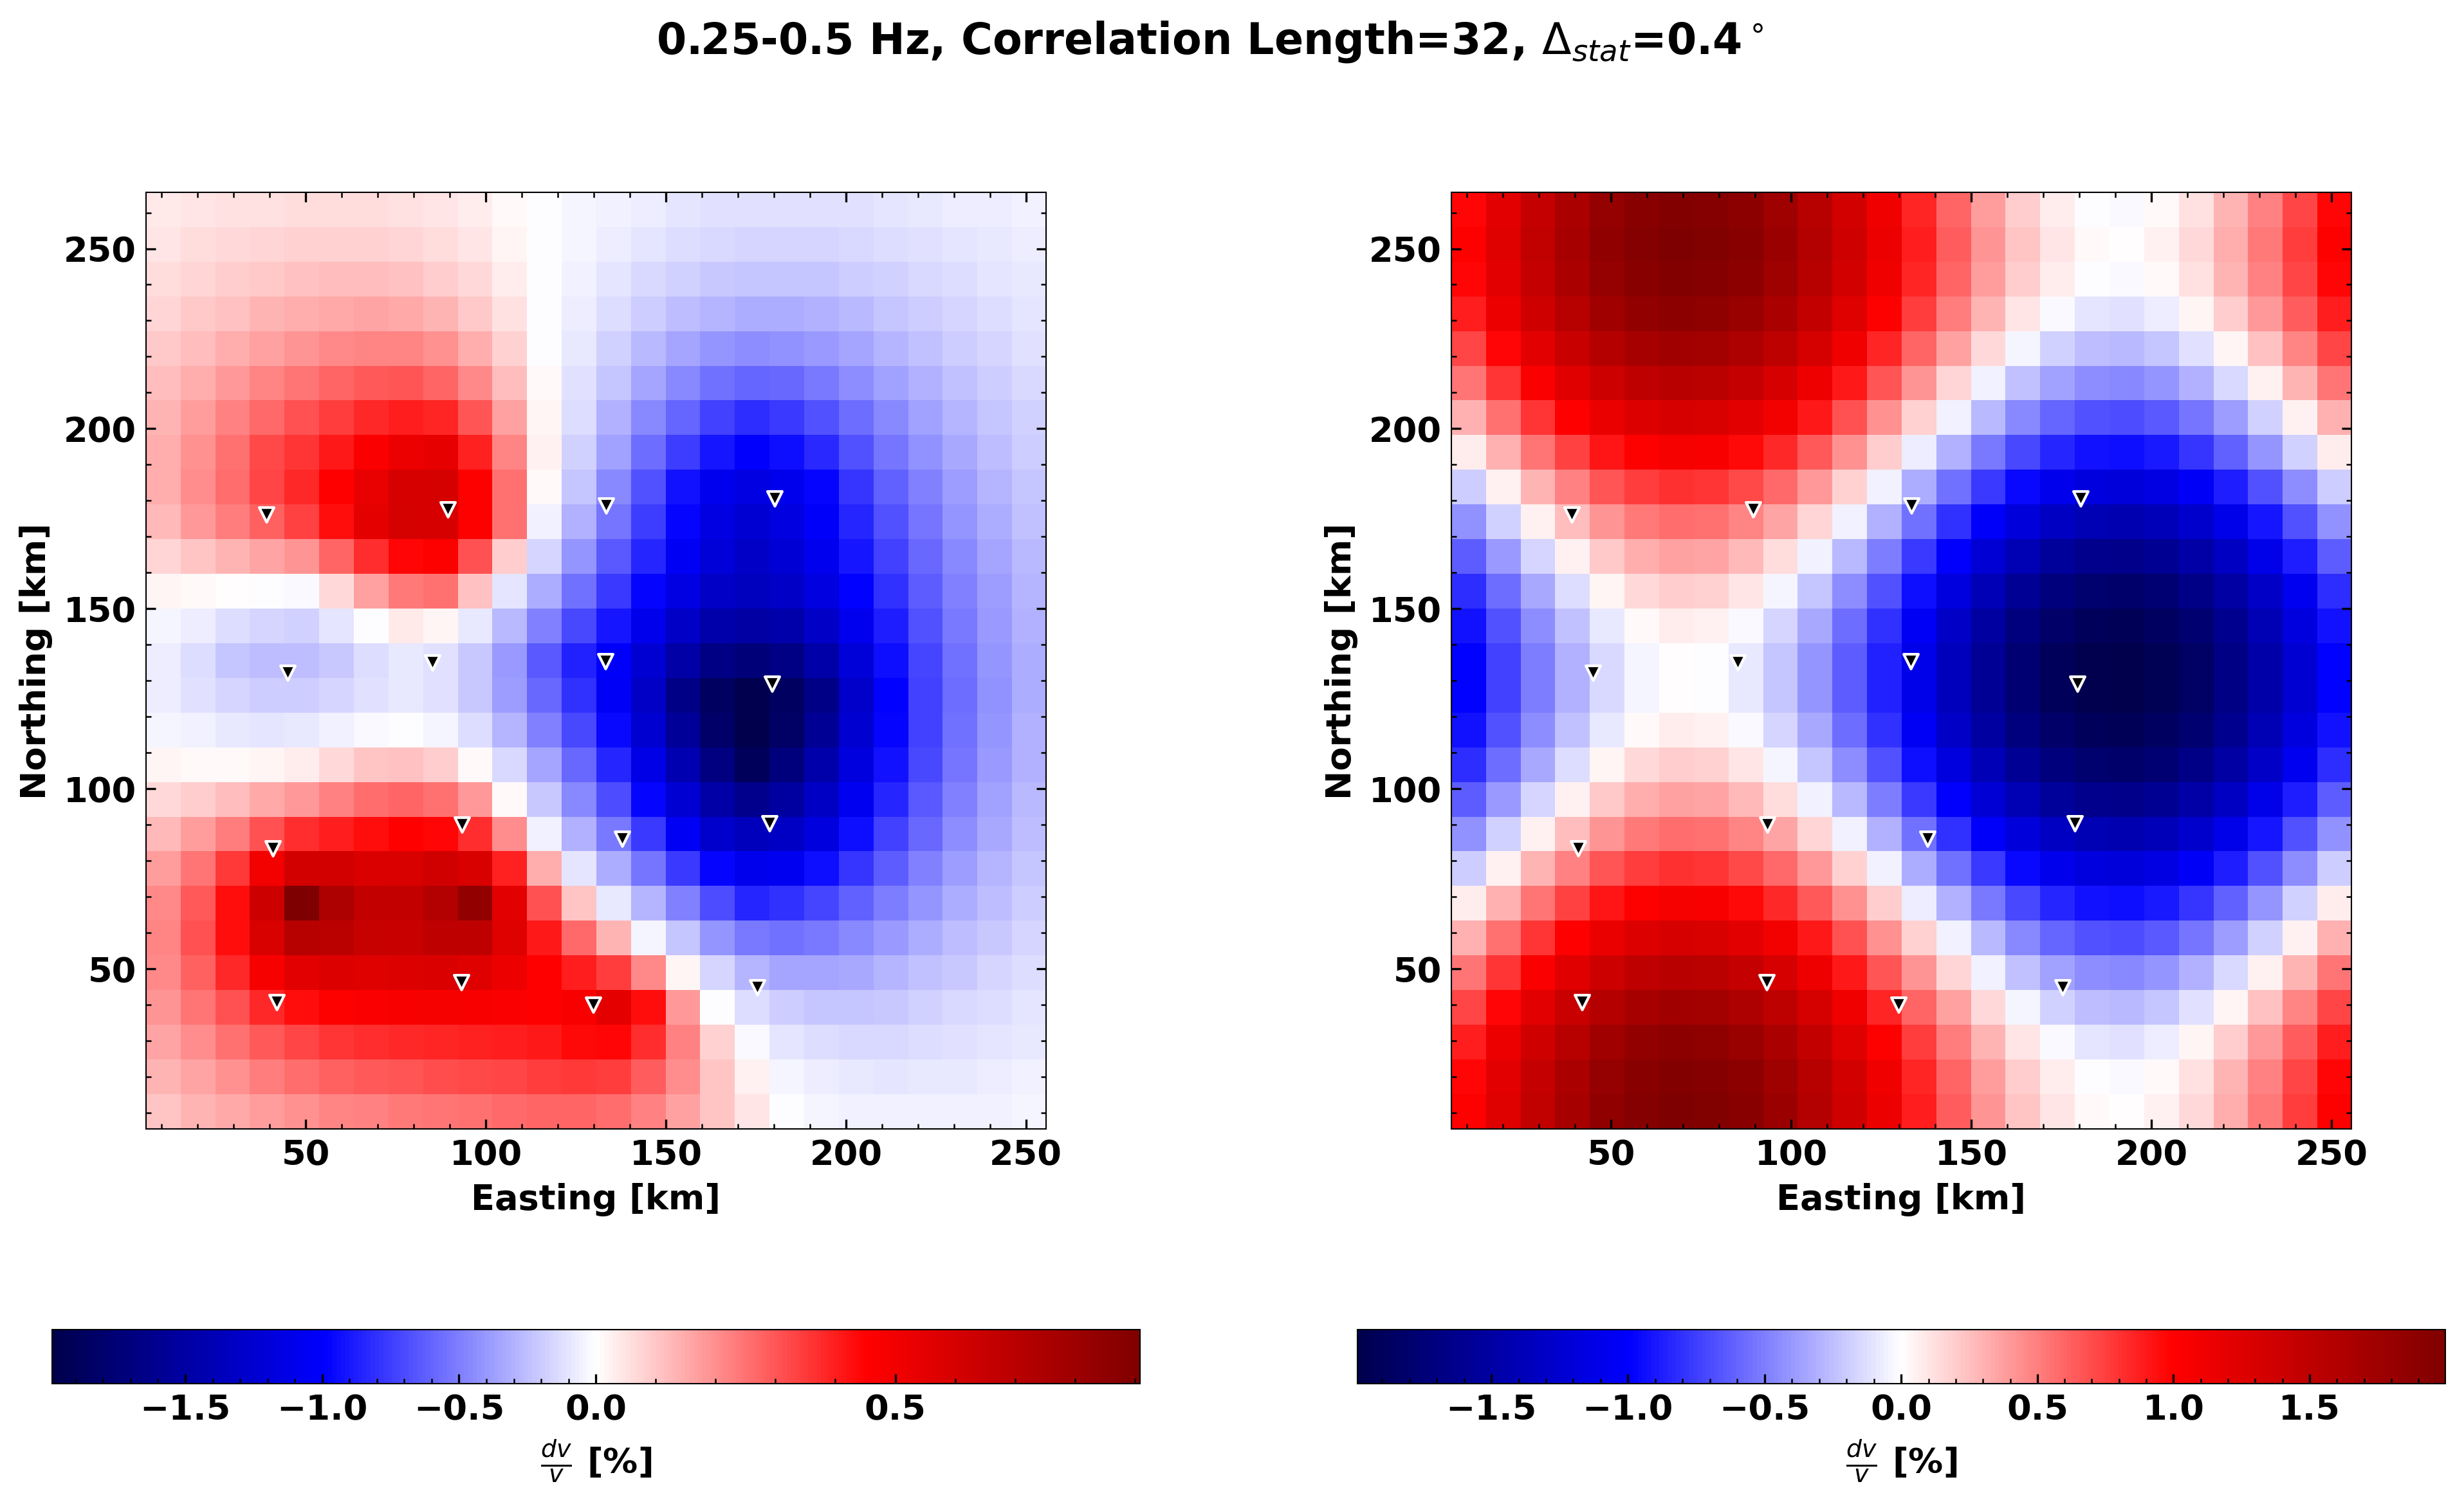 0.25-0.5 Hz, Correlation Length=32, Δstat=0.4°
250
200
150
100
50
Northing [km]
50 100 150 200 250
Easting [km]
250
200
150
100
50
Northing [km]
50 100 150 200 250
Easting [km]
−1.5 −1.0 −0.5 0.0 0.5
dv/v [%]
−1.5 −1.0 −0.5 0.0 0.5 1.0 1.5
dv/v [%]